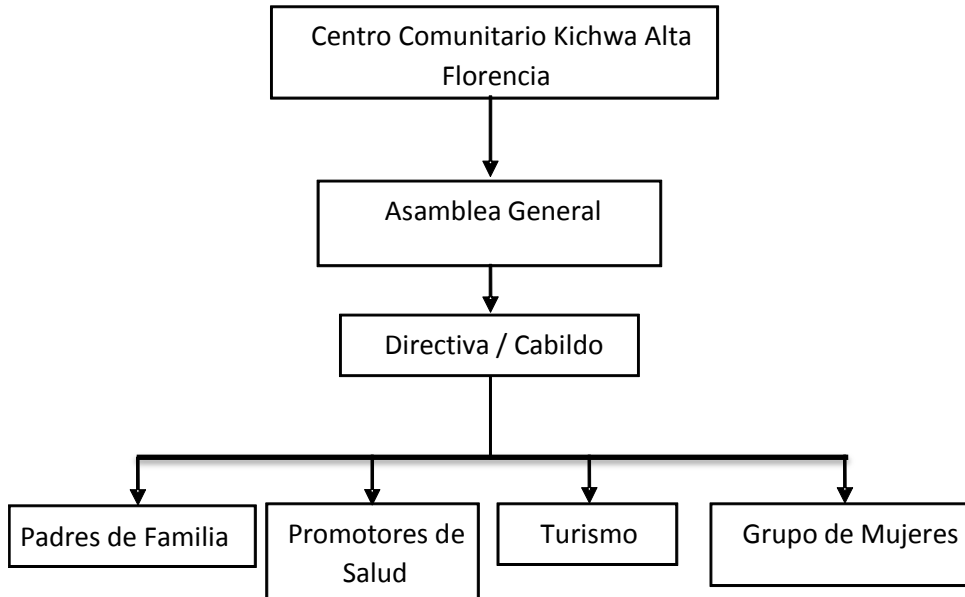 Centro Comunitario Kichwa Alta
Florencia
Asamblea General
Directiva / Cabildo
Padres de Familia
Promotores de
Salud
Turismo
Grupo de Mujeres